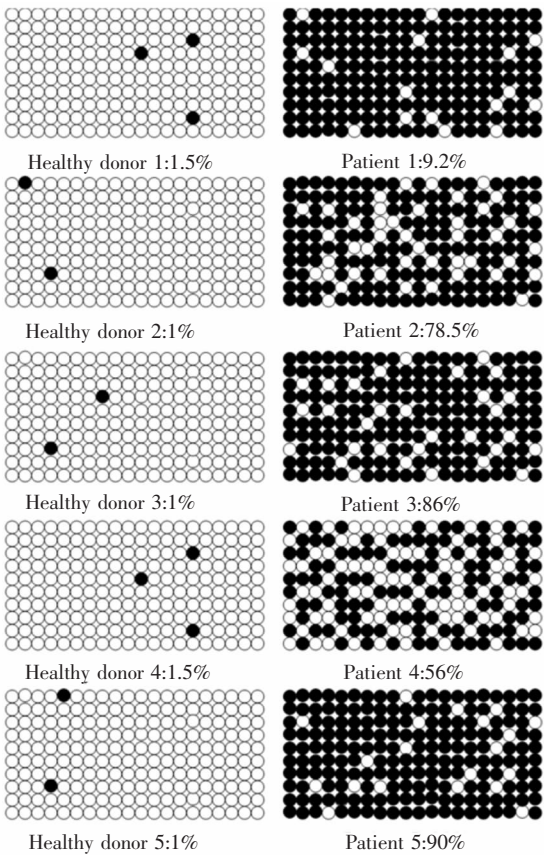 Healthy donor 1:1.5%
Patient 1:9.2%
Healthy donor 2:1%
Patient 2:78.5%
Healthy donor 3:1%
Patient 3:86%
Healthy donor 4:1.5%
Patient 4:56%
Healthy donor 5:1%
Patient 5:90%